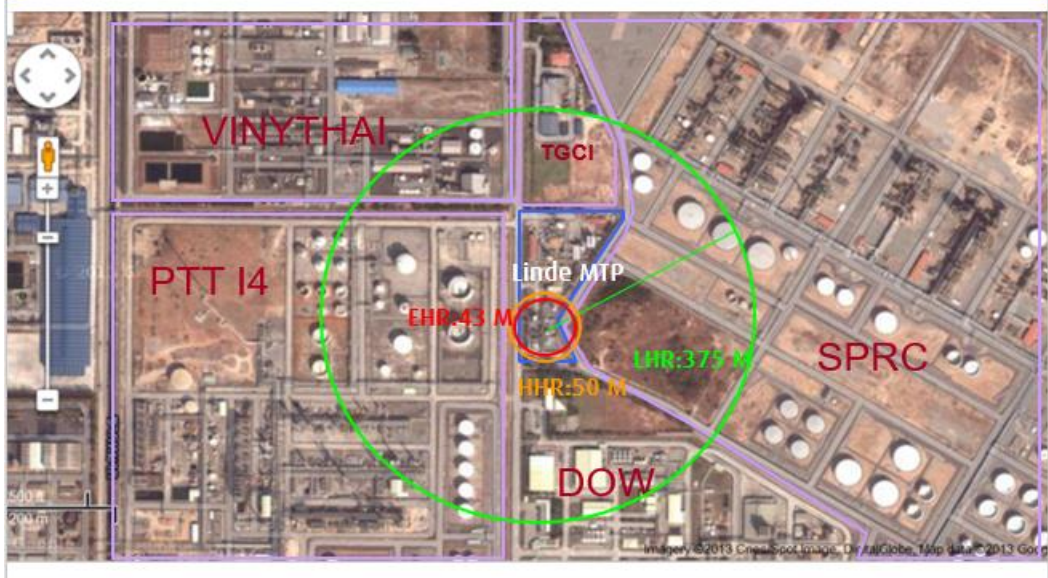 VINYTHAI
TGCI
PTT I4
Linde MTP
EHR:43 M
LHR:375 M
SPRC
HHR:50 M
DOW
500 ft
200 m
Imagery ©2013 Cnes/Spot Image, DigitalGlobe, Map data ©2013 Goo